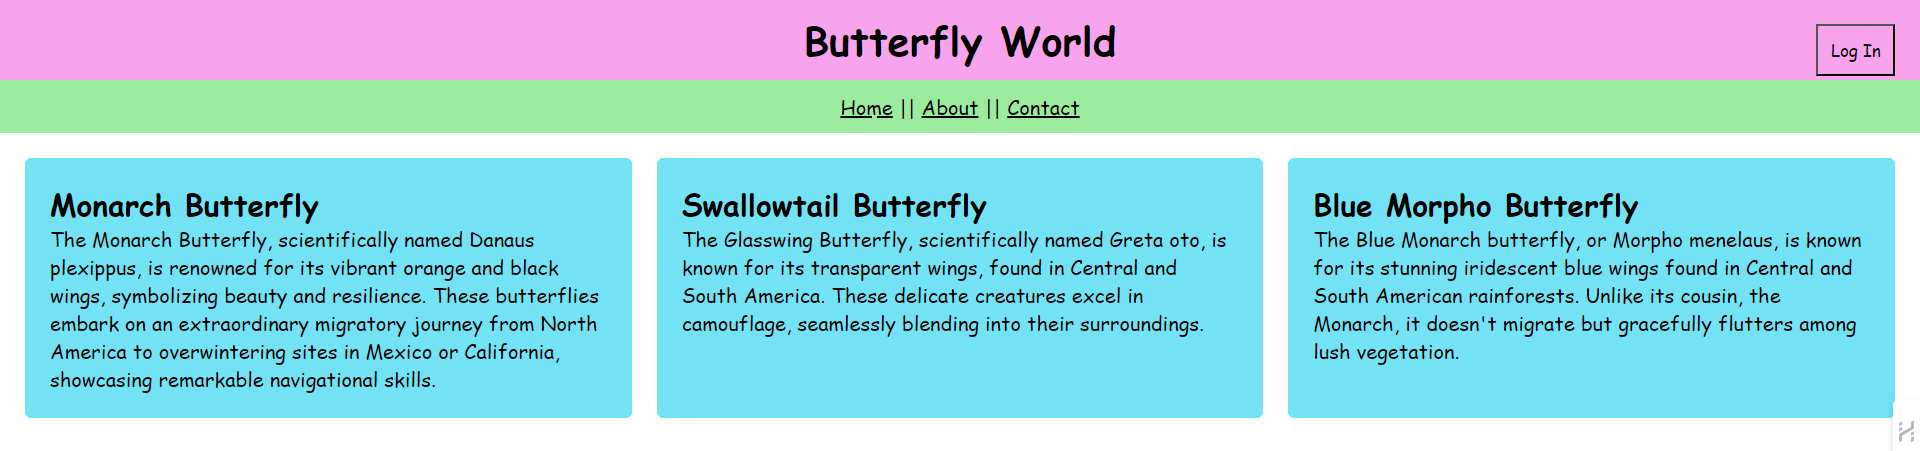 Butterfly World
Log In
Home || About || Contact
Monarch Butterfly
The Monarch Butterfly, scientifically named Danaus
plexippus, is renowned for its vibrant orange and black
wings, symbolizing beauty and resilience. These butterflies
embark on an extraordinary migratory journey from North
America to overwintering sites in Mexico or California,
showcasing remarkable navigational skills.
Swallowtail Butterfly
The Glasswing Butterfly, scientifically named Greta oto, is
known for its transparent wings, found in Central and
South America. These delicate creatures excel in
camouflage, seamlessly blending into their surroundings.
Blue Morpho Butterfly
The Blue Monarch butterfly, or Morpho menelaus, is known
for its stunning iridescent blue wings found in Central and
South American rainforests. Unlike its cousin, the
Monarch, it doesn't migrate but gracefully flutters among
lush vegetation.